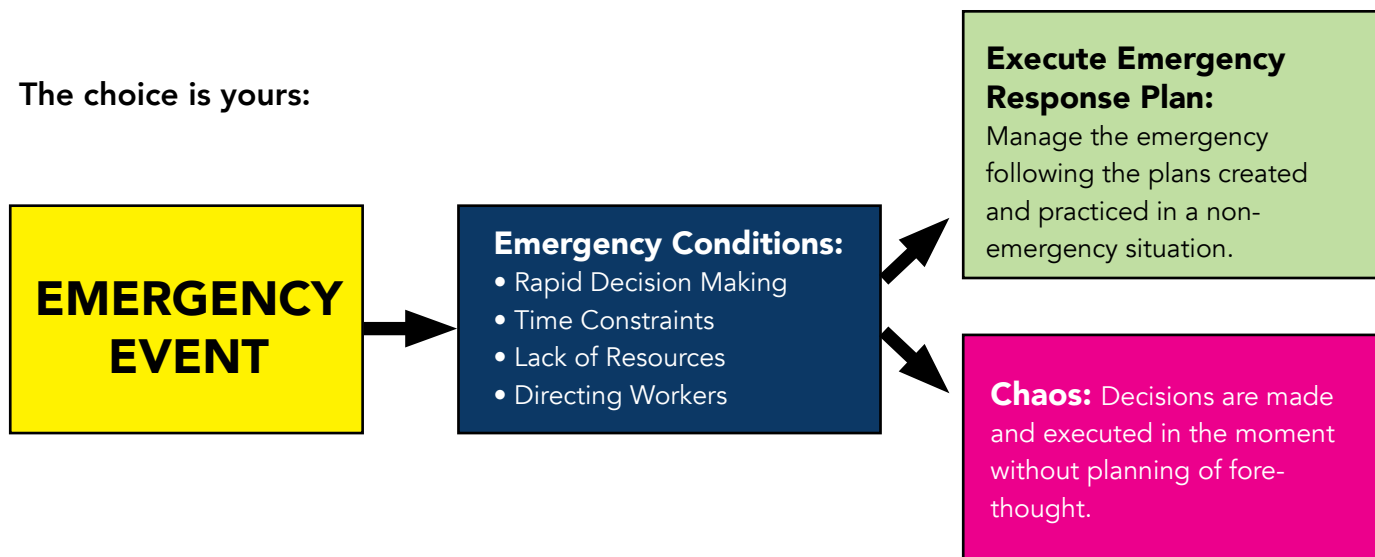 The choice is yours:
EMERGENCY
EVENT
Emergency Conditions:
• Rapid Decision Making
• Time Constraints
• Lack of Resources
• Directing Workers
Execute Emergency
Response Plan:
Manage the emergency
following the plans created
and practiced in a non-
emergency situation.
Chaos: Decisions are made
and executed in the moment
without planning of fore-
thought.